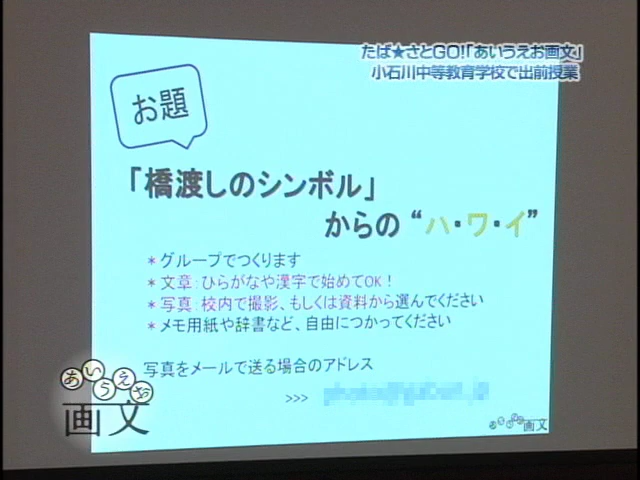 たば★さとGO!「あいうえお画文」
小石川中等教育学校で出前授業
お題
「橋渡しのシンボル」
からの “ハ・ワ・イ”
＊グループでつくります
＊文章：ひらがなや漢字で始めてOK！
＊写真：校内で撮影、もしくは資料から選んでください
＊メモ用紙や辞書など、自由につかってください
写真をメールで送る場合のアドレス
>>>
あいうえお
画文
あいうえお画文